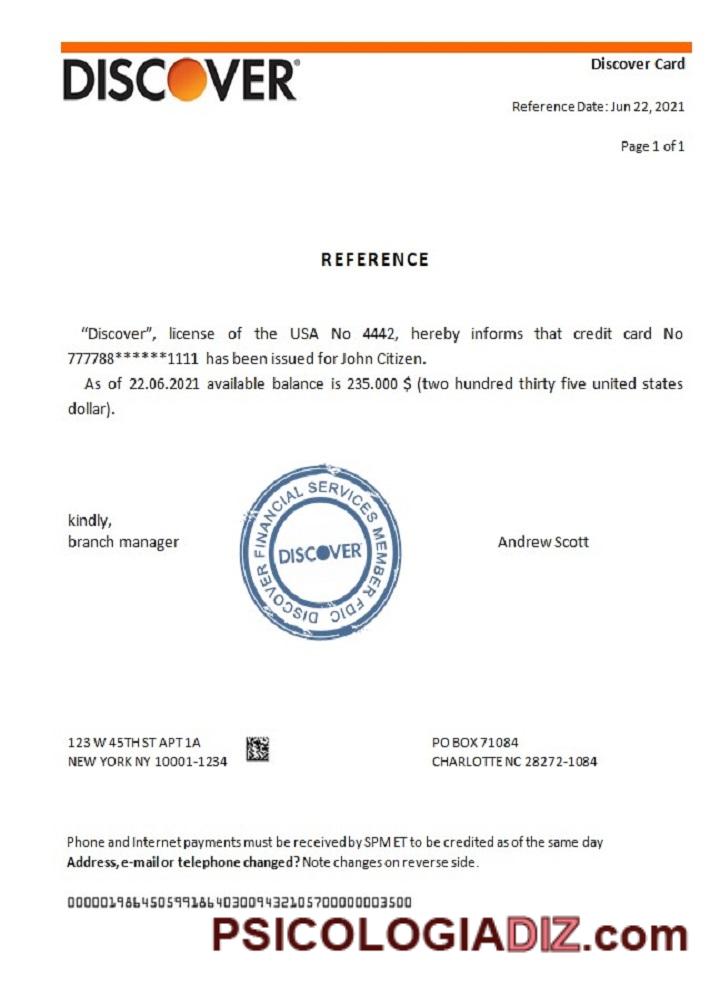 DISCOVER®
Discover Card
Reference Date: Jun 22, 2021
Page 1 of 1
REFERENCE
“Discover”, license of the USA No 4442, hereby informs that credit card No
777788******1111 has been issued for John Citizen.
As of 22.06.2021 available balance is 235.000 $ (two hundred thirty five united states
dollar).
kindly,
branch manager
DISCOVER FINANCIAL SERVICES MEMBER FDIC
DISCOVER
Andrew Scott
123 W 45TH ST APT 1A
NEW YORK NY 10001-1234
PO BOX 71084
CHARLOTTE NC 28272-1084
Phone and Internet payments must be received by 5PM ET to be credited as of the same day
Address, e-mail or telephone changed? Note changes on reverse side.
000001986450599186403009432105700000003500
PSICOLOGIADIZ.com